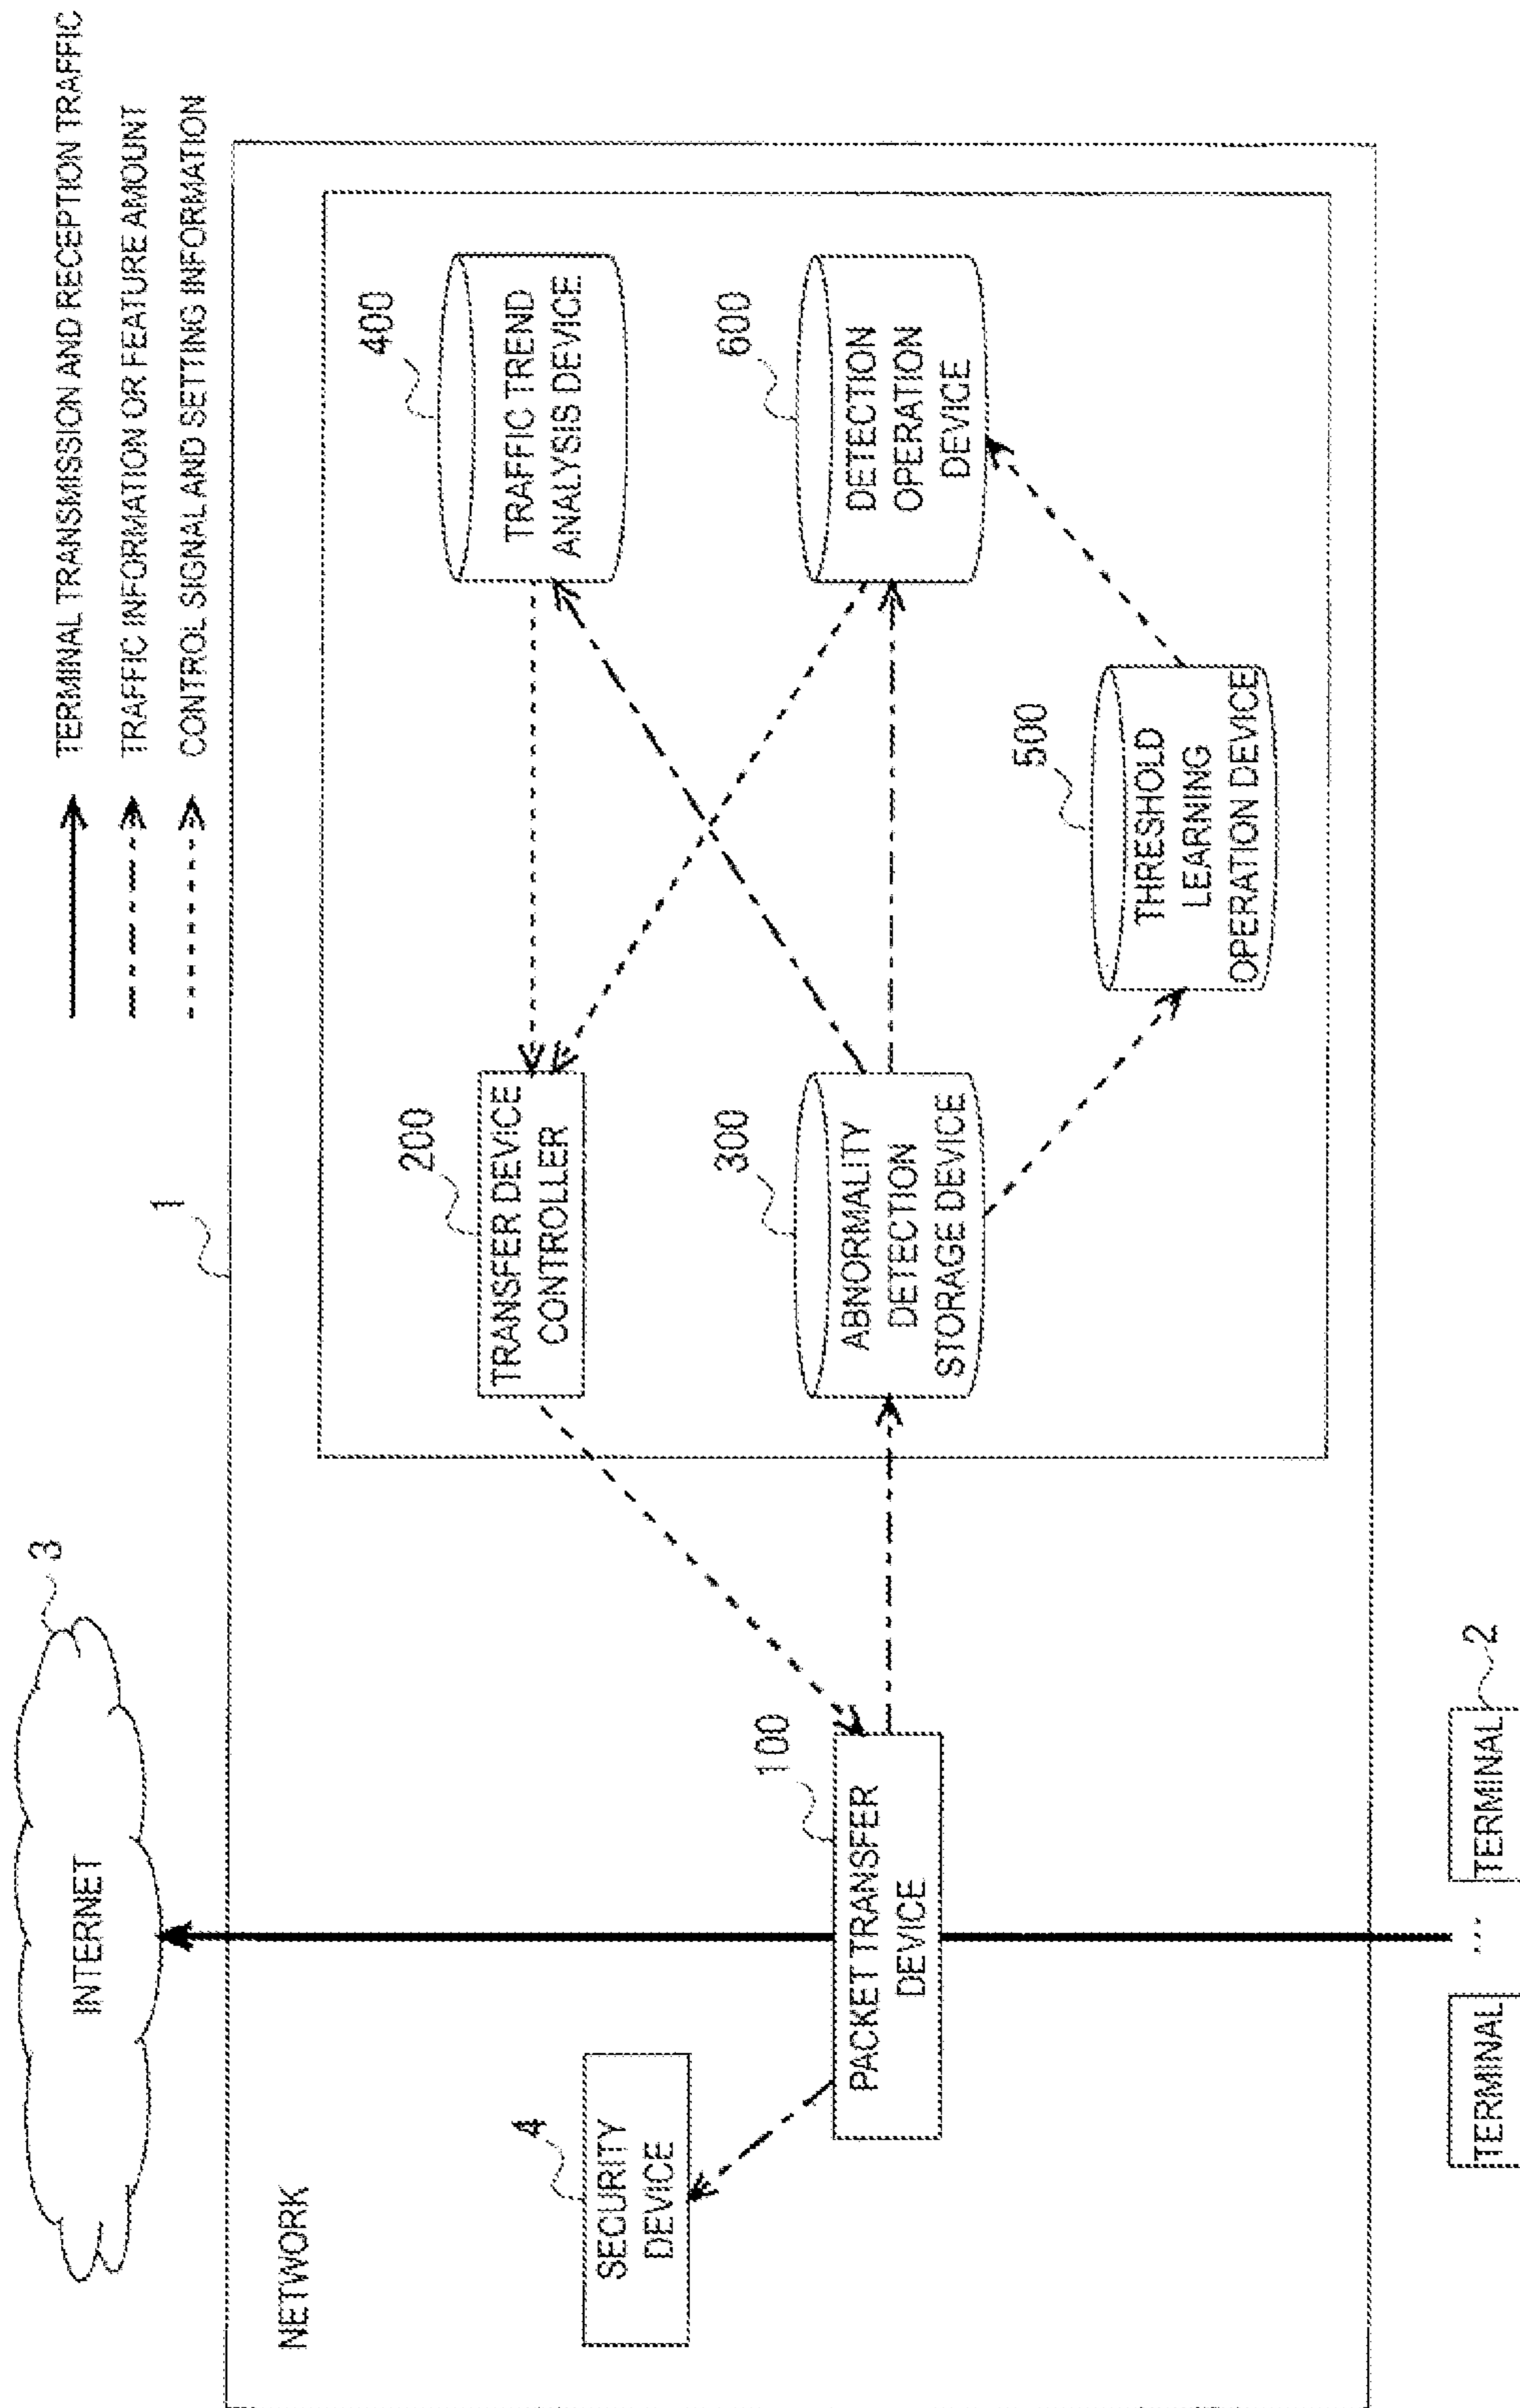 TERMINAL TRANSMISSION AND RECEPTION TRAFFIC
TRAFFIC INFORMATION OR FEATURE AMOUNT
CONTROL SIGNAL AND SETTING INFORMATION
INTERNET
3
1
NETWORK
SECURITY
DEVICE
4
PACKET TRANSFER
DEVICE
100
TRANSFER DEVICE
CONTROLLER
200
TRAFFIC TREND
ANALYSIS DEVICE
400
ABNORMALITY
DETECTION
STORAGE DEVICE
300
DETECTION
OPERATION
DEVICE
600
THRESHOLD
LEARNING
OPERATION DEVICE
500
TERMINAL
...
TERMINAL
2